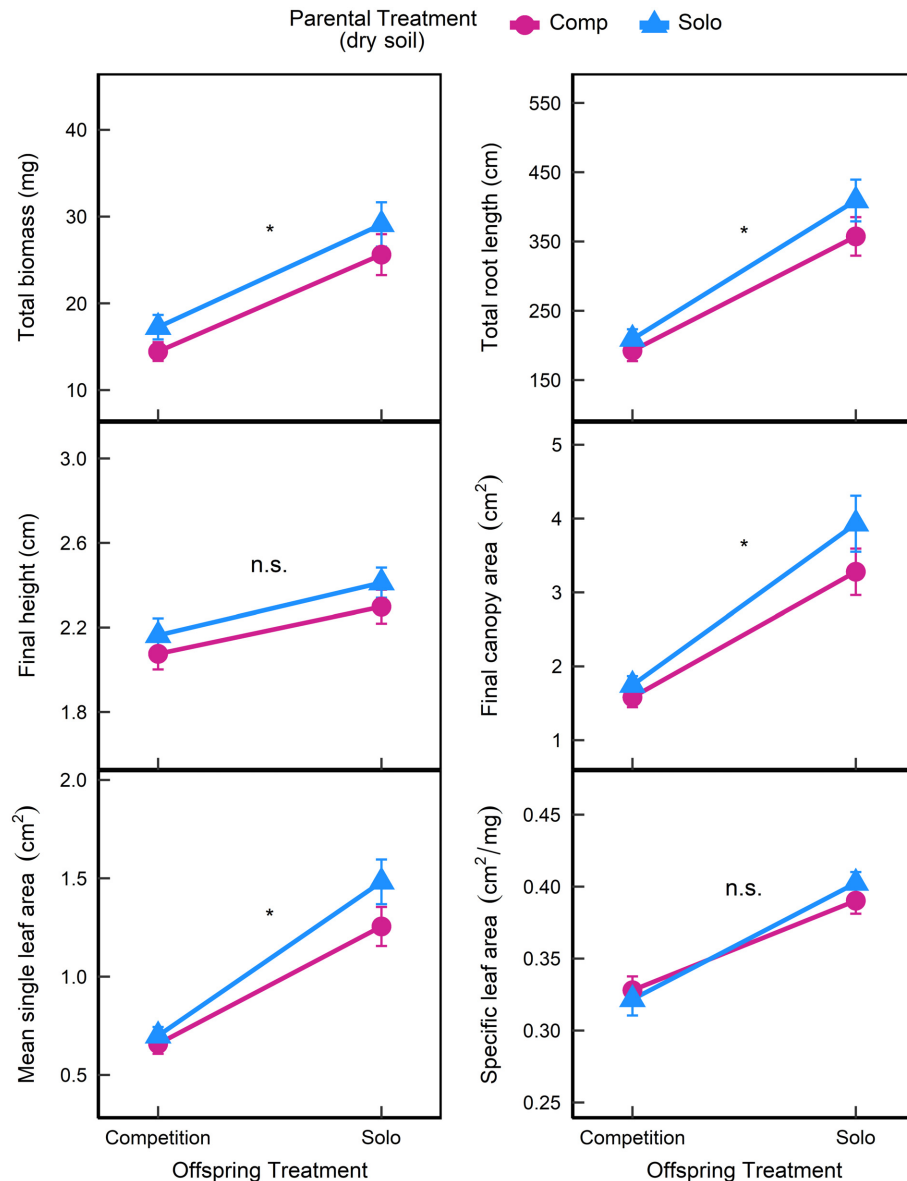 Parental Treatment
(dry soil)
Comp
Solo
Total biomass (mg)
40
30
20
10
*
Total root length (cm)
550
450
350
250
150
*
Final height (cm)
3.0
2.6
2.2
1.8
n.s.
Final canopy area (cm²)
5
4
3
2
1
*
Mean single leaf area (cm²)
2.0
1.5
1.0
0.5
*
Competition
Solo
Offspring Treatment
Specific leaf area (cm²/mg)
0.45
0.40
0.35
0.30
0.25
n.s.
Competition
Solo
Offspring Treatment